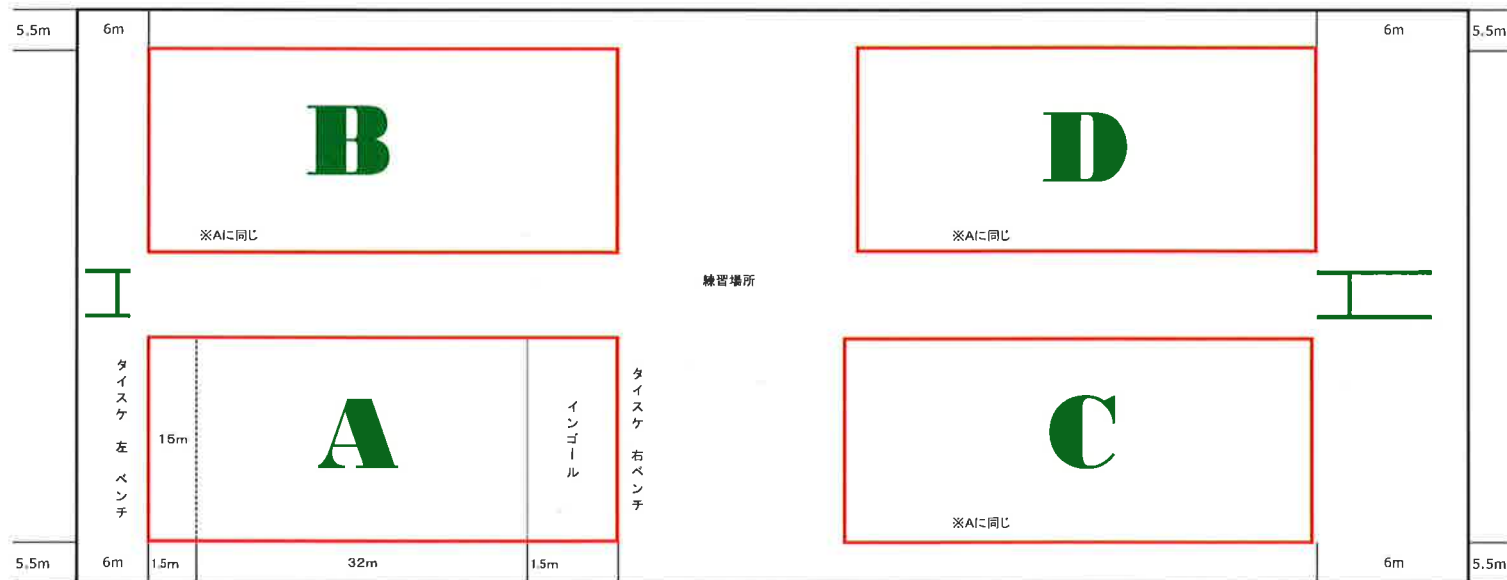 5.5m 6m 6m 5.5m
B
D
※Aに同じ
※Aに同じ
練習場所
タイスケ 左 ベンチ
15m
A
インゴール
タイスケ 右ベンチ
C
※Aに同じ
5.5m 6m 1.5m 32m 1.5m 6m 5.5m